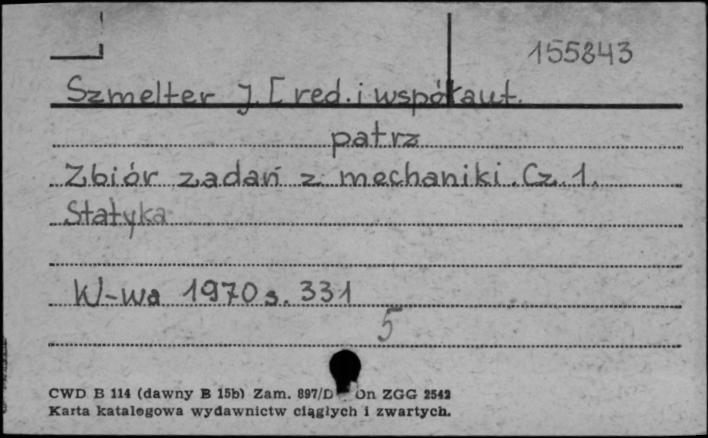 155843
Szmelter J. [red. i współaut.
patrz
Zbiór zadań z mechaniki. Cz. 1.
Statyka
W-wa 1970 s. 331
5
CWD B 114 (dawny B 15b) Zam. 897/D On ZGG 2542
Karta katalogowa wydawnictw ciągłych i zwartych.